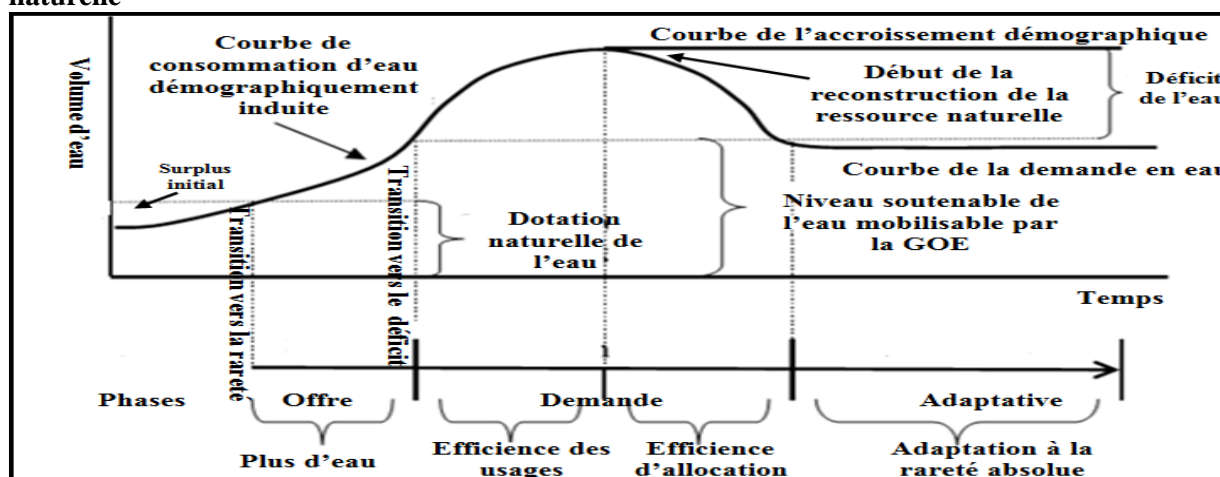 naturelle
Courbe de
consommation d'eau
démographiquement
induite
Courbe de l'accroissement démographique
Début de la
reconstruction de la
ressource naturelle
Déficit
de l'eau
Volume d'eau
Surplus
initial
Courbe de la demande en eau
Transition vers la rareté
Transition vers le déficit
Dotation
naturelle de
l'eau
Niveau soutenable de
l'eau mobilisable par
la GOE
Temps
Phases
Offre
Demande
Adaptative
Plus d'eau
Efficience des
usages
Efficience
d'allocation
Adaptation à la
rareté absolue